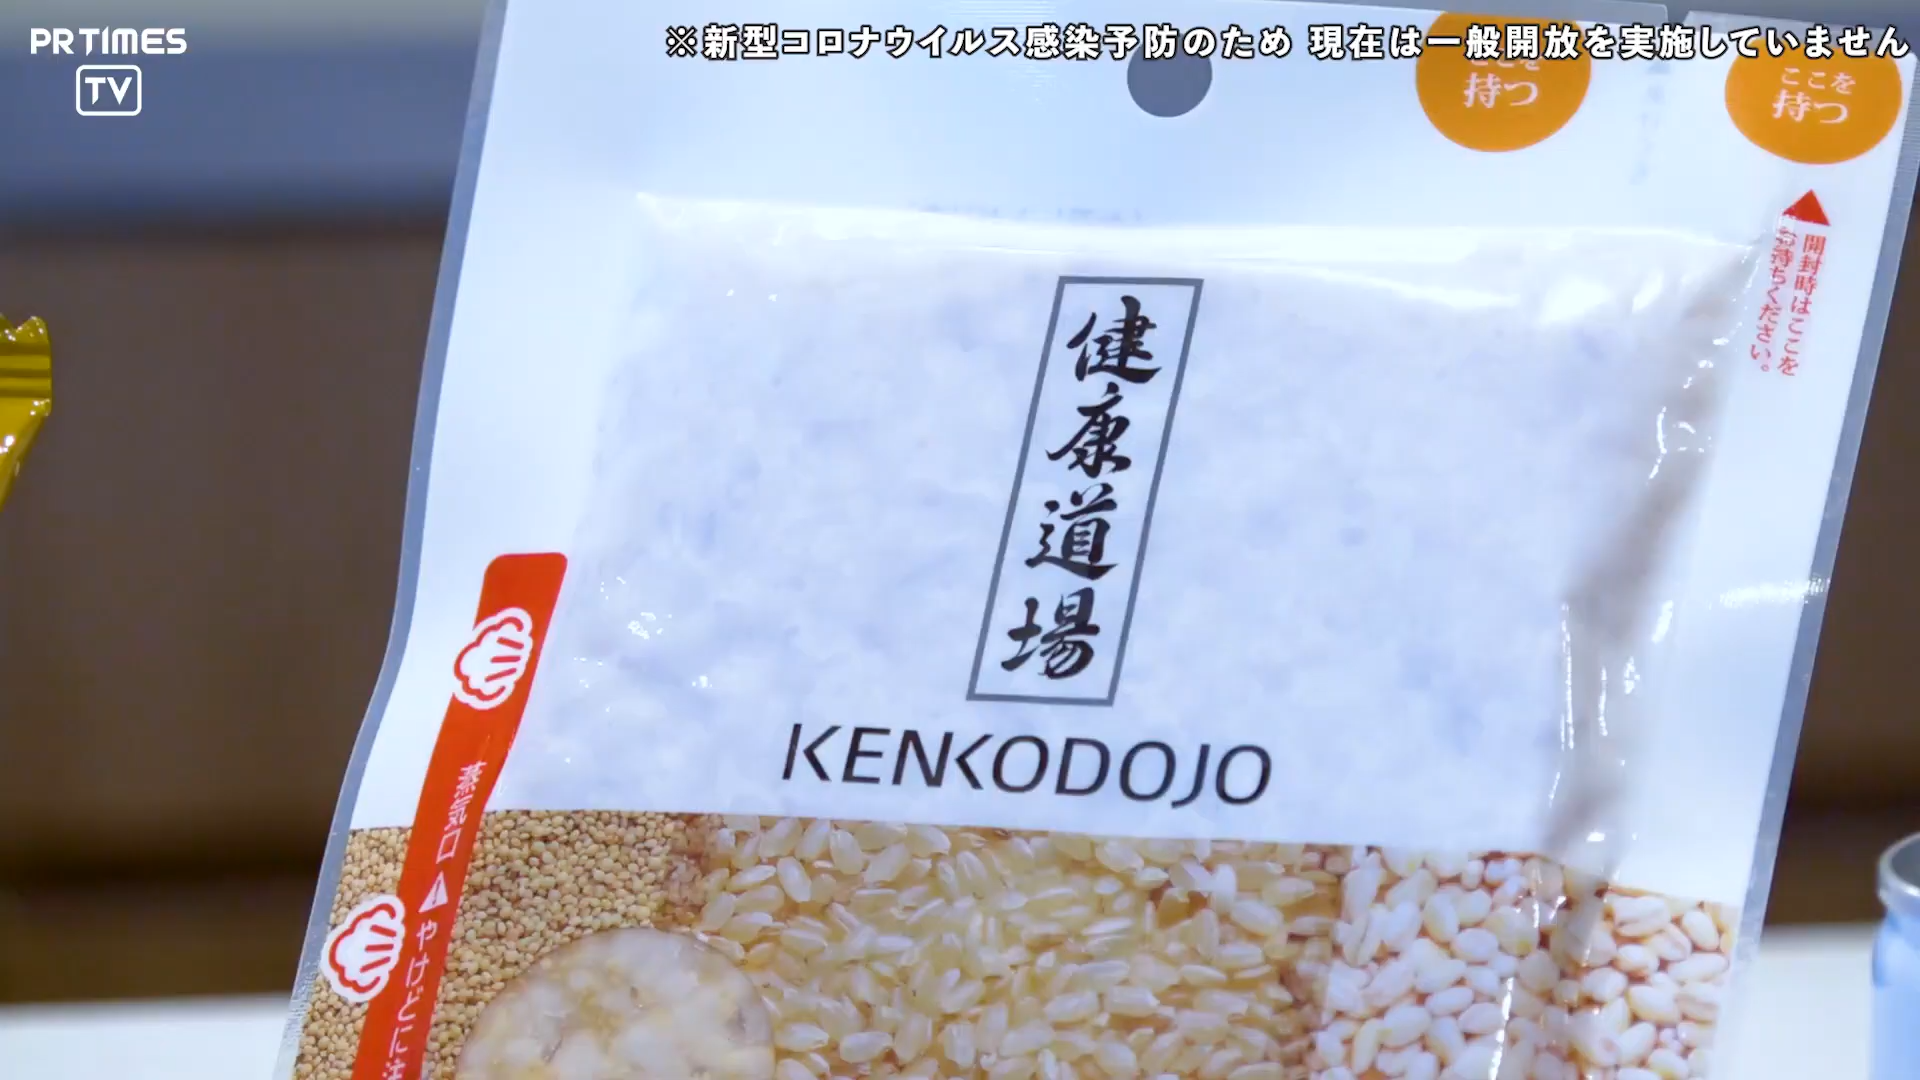 PR TIMES
TV
※新型コロナウイルス感染予防のため 現在は一般開放を実施していません
持つ
ここを
持つ
開封時はここを
お持ちください。
健康道場
KENKODOJO
蒸気口
やけどに注